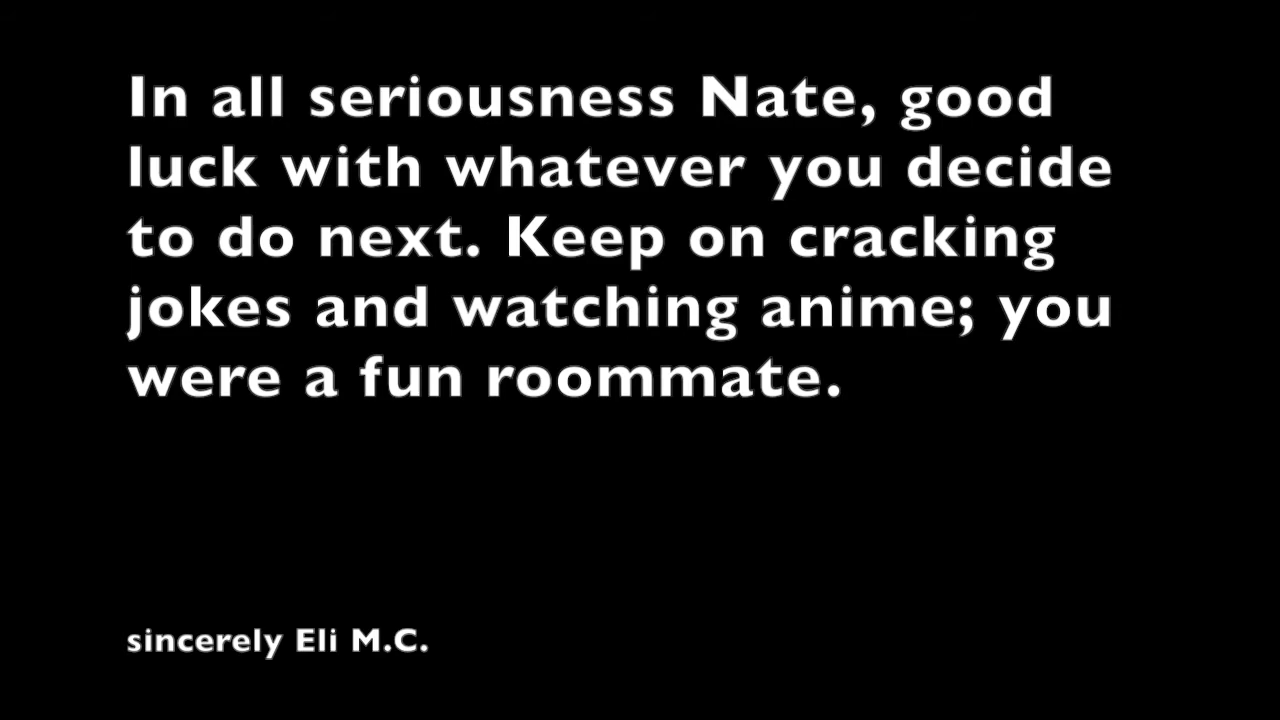 In all seriousness Nate, good
luck with whatever you decide
to do next. Keep on cracking
jokes and watching anime; you
were a fun roommate.
sincerely Eli M.C.